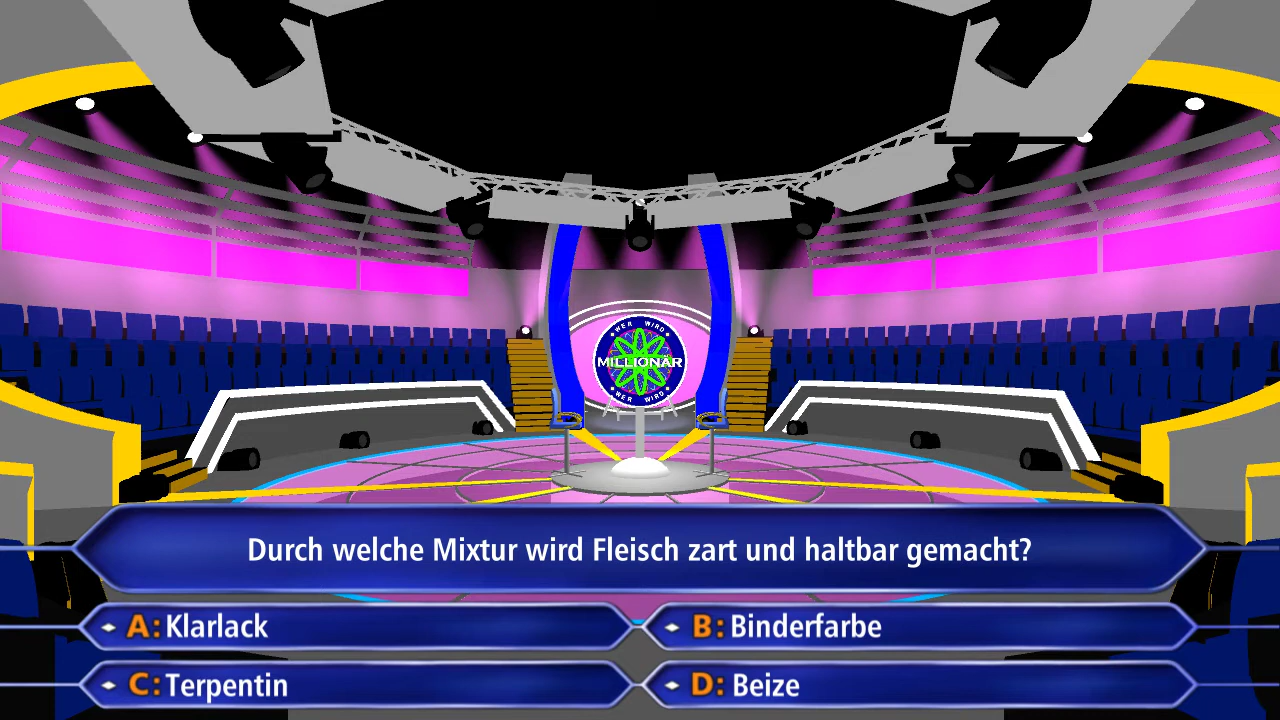 WER WIRD
MILLIONÄR
WER WIRD
Durch welche Mixtur wird Fleisch zart und haltbar gemacht?
A: Klarlack
B: Binderfarbe
C: Terpentin
D: Beize